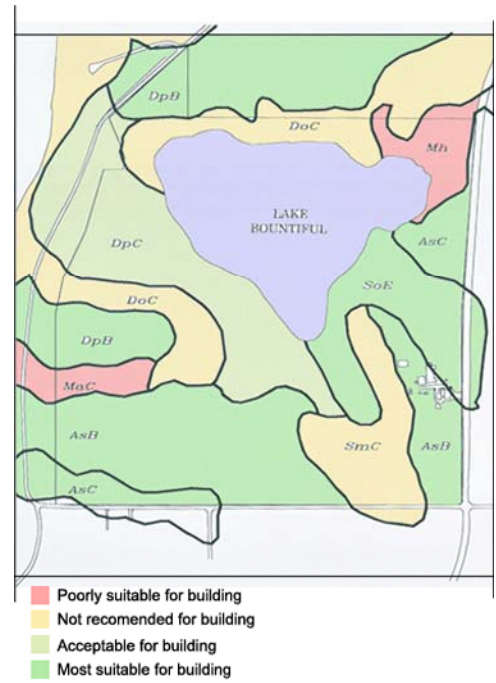 DpB
DoC
Mh
LAKE
BOUNTIFUL
DpC
AsC
SoE
DoC
DpB
MaC
AsB
SmC
AsB
AsC
Poorly suitable for building
Not recomended for building
Acceptable for building
Most suitable for building